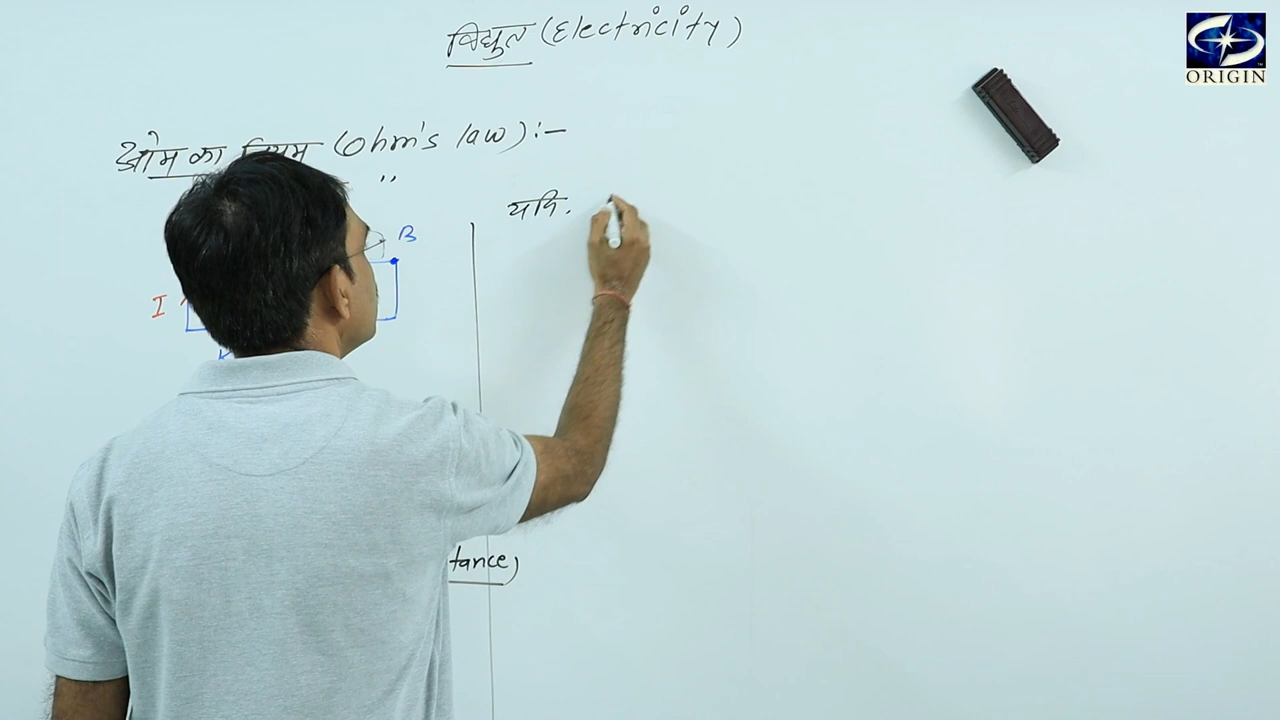 विद्युत (Electricity)
ORIGIN
ओम का नियम (Ohm's law) :-
"
यदि.
B
I
K
tance)